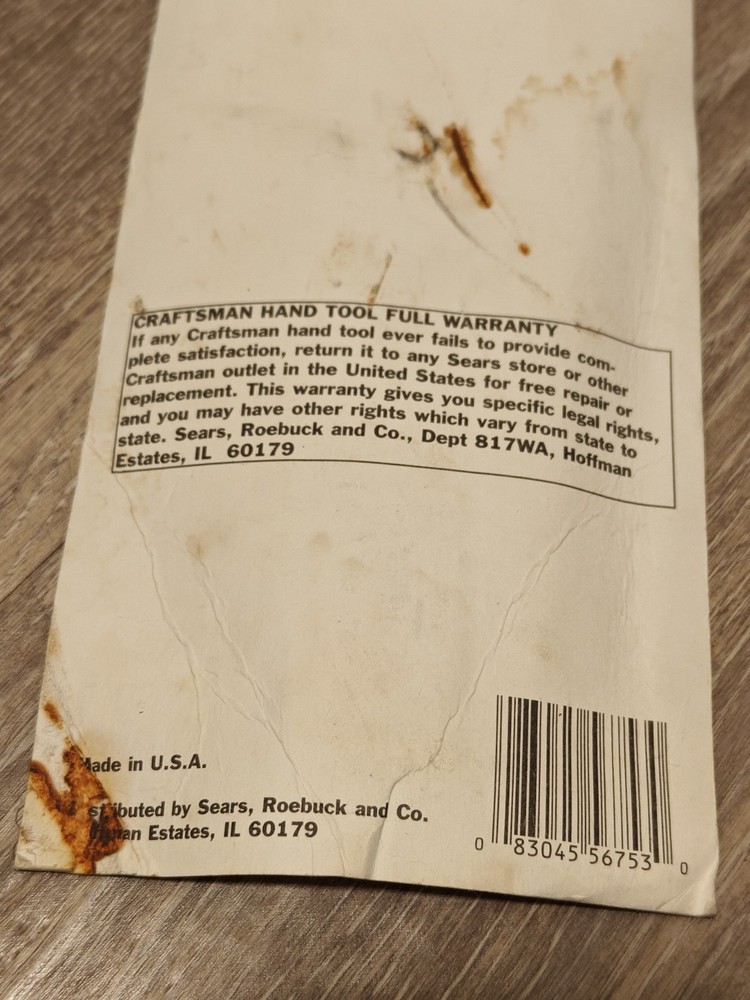 CRAFTSMAN HAND TOOL FULL WARRANTY
If any Craftsman hand tool ever fails to provide com-
plete satisfaction, return it to any Sears store or other
Craftsman outlet in the United States for free repair or
replacement. This warranty gives you specific legal rights,
and you may have other rights which vary from state to
state. Sears, Roebuck and Co., Dept 817WA, Hoffman
Estates, IL 60179
Made in U.S.A.
by Sears, Roebuck and Co.
Estates, IL 60179
0 83045 56753 0